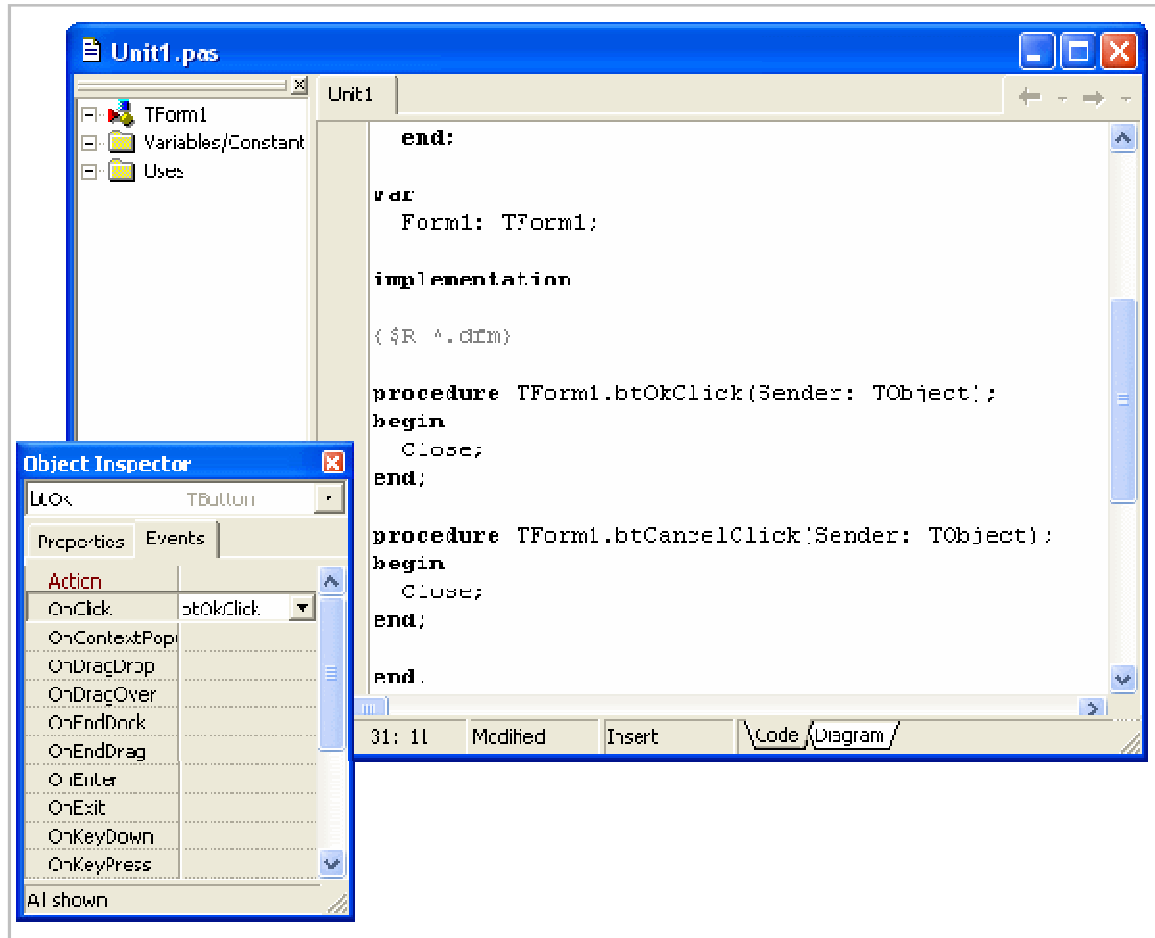 Unit1.pas
TForm1
Variables/Constant
Uses
Unit1
end;
var
Form1: TForm1;
implementation
{$R *.dfm}
procedure TForm1.btOkClick(Sender: TObject);
begin
Close;
end;
procedure TForm1.btCancelClick(Sender: TObject);
begin
Close;
end;
end.
31: 11 Modified Insert Code Diagram
Object Inspector
btOk TButton
Properties Events
Action
OnClick btOkClick
OnContextPopu
OnDragDrop
OnDragOver
OnEndDock
OnEndDrag
OnEnter
OnExit
OnKeyDown
OnKeyPress
All shown